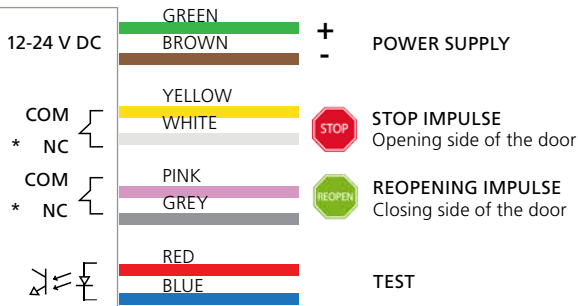 GREEN
12-24 V DC
BROWN
+
-
POWER SUPPLY
YELLOW
COM
WHITE
* NC
STOP
STOP IMPULSE
Opening side of the door
COM
PINK
* NC
GREY
REOPEN
REOPENING IMPULSE
Closing side of the door
RED
BLUE
TEST